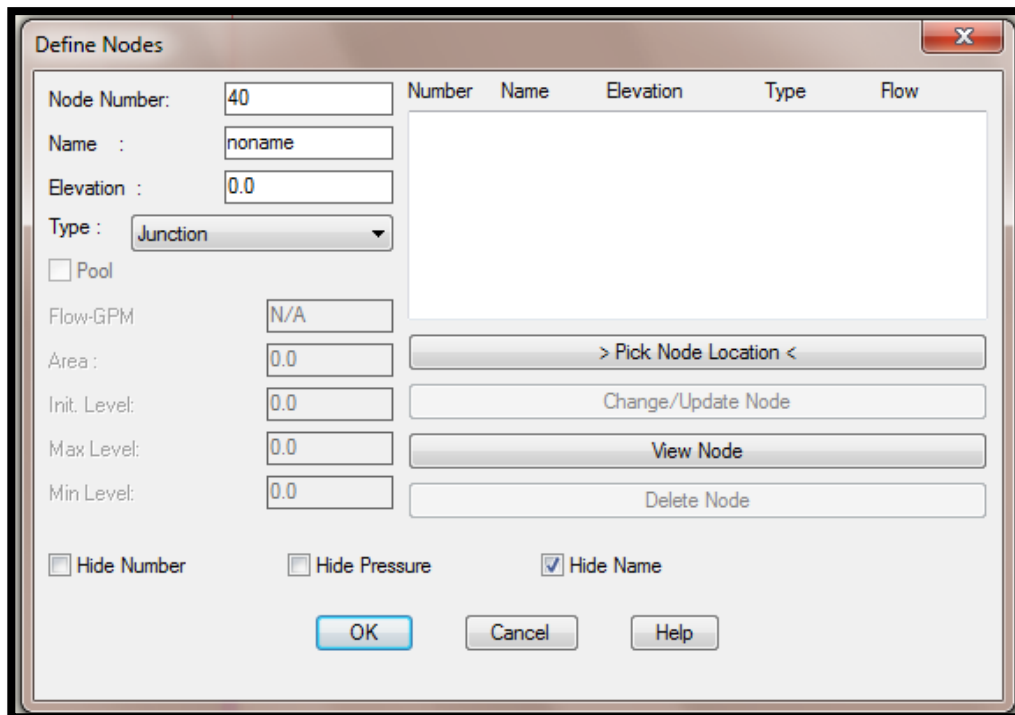 Define Nodes
Node Number: 40
Name : noname
Elevation : 0.0
Type : Junction
Pool
Flow-GPM N/A
Area : 0.0
Init. Level: 0.0
Max Level: 0.0
Min Level: 0.0
Number Name Elevation Type Flow
> Pick Node Location <
Change/Update Node
View Node
Delete Node
Hide Number Hide Pressure Hide Name
OK Cancel Help